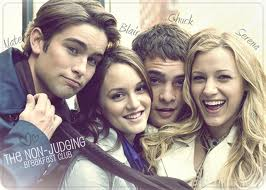 Nate
Blair
Chuck
Serena
THE NON-JUDGING
BREAKFAST CLUB